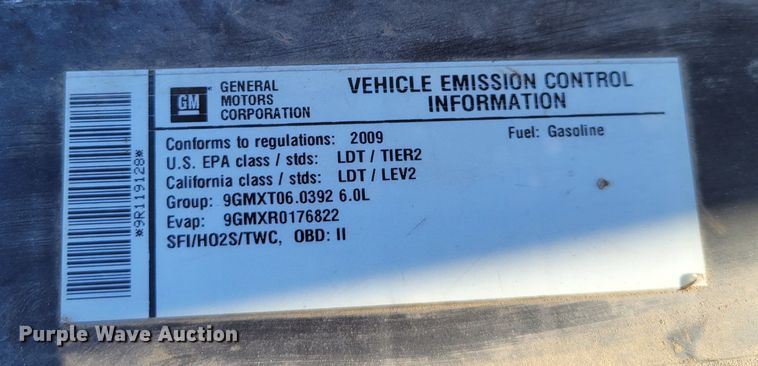 GM
GENERAL
MOTORS
CORPORATION
VEHICLE EMISSION CONTROL
INFORMATION
Conforms to regulations: 2009
Fuel: Gasoline
U.S. EPA class / stds: LDT / TIER2
California class / stds: LDT / LEV2
Group: 9GMXT06.0392 6.0L
Evap: 9GMXR0176822
SFI/HO2S/TWC, OBD: II
*9R119128*
Purple Wave Auction